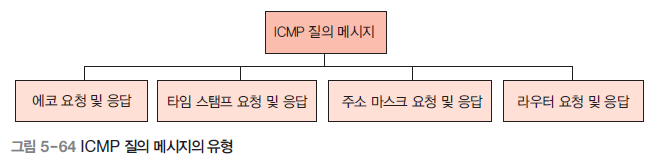 ICMP 질의 메시지
에코 요청 및 응답
타임 스탬프 요청 및 응답
주소 마스크 요청 및 응답
라우터 요청 및 응답
그림 5-64 ICMP 질의 메시지의 유형